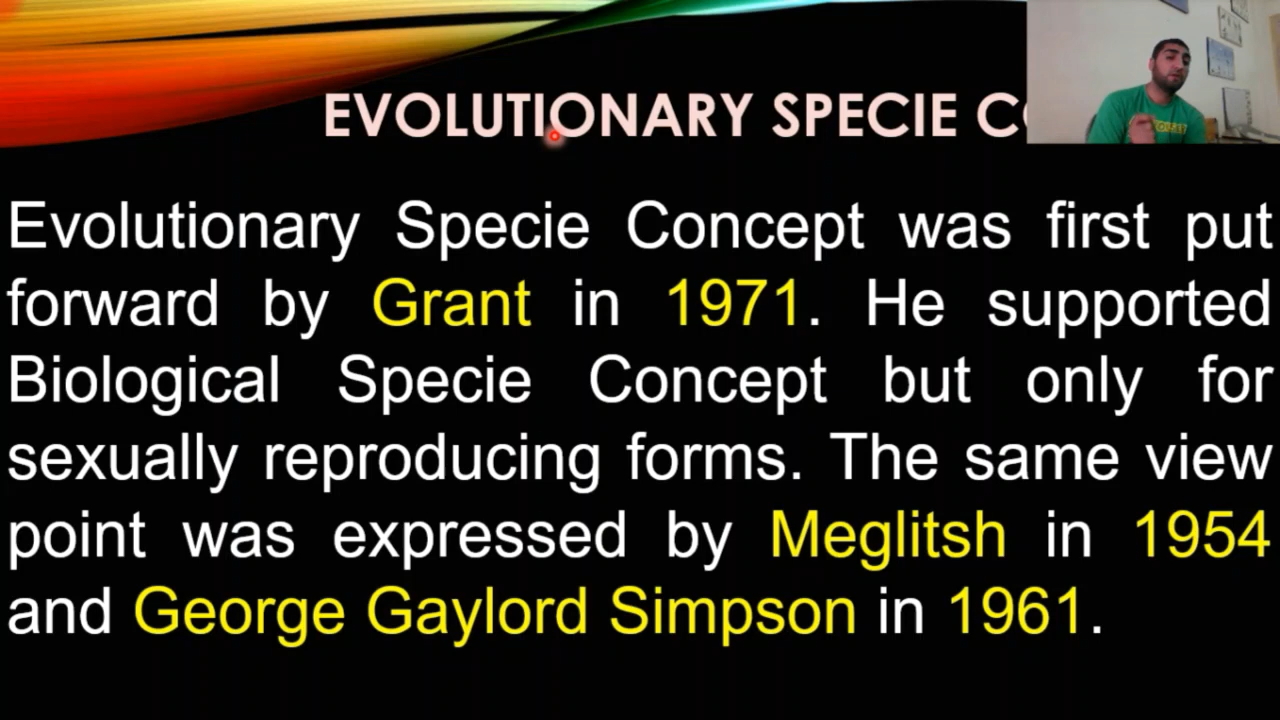 EVOLUTIONARY SPECIE
Evolutionary Specie Concept was first put
forward by Grant in 1971. He supported
Biological Specie Concept but only for
sexually reproducing forms. The same view
point was expressed by Meglitsh in 1954
and George Gaylord Simpson in 1961.